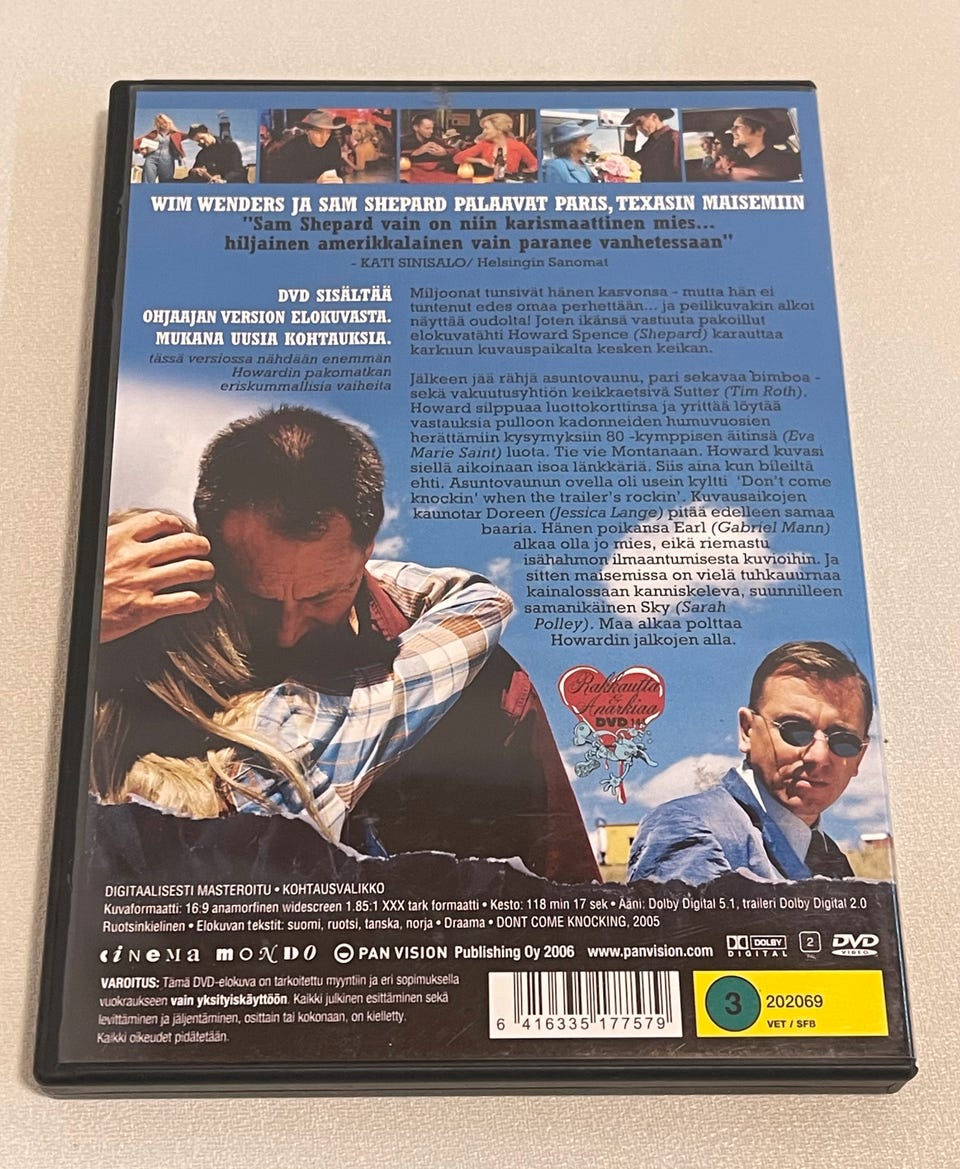 WIM WENDERS JA SAM SHEPARD PALAAVAT PARIS, TEXASIN MAISEMIIN
"Sam Shepard vain on niin karismaattinen mies...
hiljainen amerikkalainen vain paranee vanhetessaan"
- KATI SINISALO/ Helsingin Sanomat
DVD SISÄLTÄÄ
OHJAAJAN VERSION ELOKUVASTA.
MUKANA UUSIA KOHTAUKSIA.
tässä versiossa nähdään enemmän
Howardin pakomatkan
eriskummallisia vaiheita
Miljoonat tunsivät hänen kasvonsa - mutta hän ei
tuntenut edes omaa perhettään... ja peilikuvakin alkoi
näyttää oudolta! Joten ikänsä vastuuta pakoillut
elokuvatähti Howard Spence (Shepard) karauttaa
karkuun kuvauspaikalta kesken keikan.
Jälkeen jää rähjä asuntovaunu, pari sekavaa bimboa -
sekä vakuutusyhtiön keikkaetsivä Sutter (Tim Roth).
Howard silppuaa luottokorttinsa ja yrittää löytää
vastauksia pulloon kadonneiden humuvuosien
herättämiin kysymyksiin 80 -kymppisen äitinsä (Eva
Marie Saint) luota. Tie vie Montanaan. Howard kuvasi
siellä aikoinaan isoa länkkäriä. Siis aina kun bileiltä
ehti. Asuntovaunun ovella oli usein kyltti 'Don't come
knockin' when the trailer's rockin'. Kuvausaikojen
kaunotar Doreen (Jessica Lange) pitää edelleen samaa
baaria. Hänen poikansa Earl (Gabriel Mann)
alkaa olla jo mies, eikä riemastu
isähahmon ilmaantumisesta kuvioihin. Ja
sitten maisemissa on vielä tuhkauurnaa
kainalossaan kanniskeleva, suunnilleen
samanikäinen Sky (Sarah
Polley). Maa alkaa polttaa
Howardin jalkojen alla.
Rakkautta
&
Anarkiaa
DVD
DIGITAALISESTI MASTEROITU • KOHTAUSVALIKKO
Kuvaformaatti: 16:9 anamorfinen widescreen 1.85:1 XXX tark formaatti • Kesto: 118 min 17 sek • Ääni: Dolby Digital 5.1, traileri Dolby Digital 2.0
Ruotsinkielinen • Elokuvan tekstit: suomi, ruotsi, tanska, norja • Draama • DONT COME KNOCKING, 2005
CINEMA MONDO PAN VISION Publishing Oy 2006 www.panvision.com DOLBY DIGITAL 2 PAL DVD VIDEO
VAROITUS: Tämä DVD-elokuva on tarkoitettu myyntiin ja eri sopimuksella
vuokraukseen vain yksityiskäyttöön. Kaikki julkinen esittäminen sekä
levittäminen ja jäljentäminen, osittain tai kokonaan, on kielletty.
Kaikki oikeudet pidätetään.
6 416335 177579
3 202069
VET / SFB